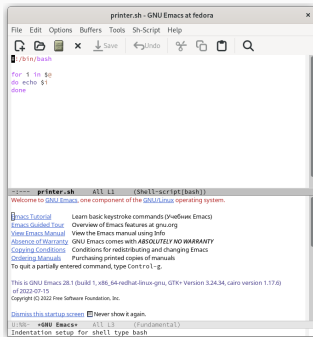 printer.sh - GNU Emacs at fedora
File Edit Options Buffers Tools Sh-Script Help
Save Undo
#!/bin/bash
for i in $@
do echo $i
done
-:--- printer.sh All L1 (Shell-script[bash])
Welcome to GNU Emacs, one component of the GNU/Linux operating system.
Emacs Tutorial Learn basic keystroke commands (Учебник Emacs)
Emacs Guided Tour Overview of Emacs features at gnu.org
View Emacs Manual View the Emacs manual using Info
Absence of Warranty GNU Emacs comes with ABSOLUTELY NO WARRANTY
Copying Conditions Conditions for redistributing and changing Emacs
Ordering Manuals Purchasing printed copies of manuals
To quit a partially entered command, type Control-g.
This is GNU Emacs 28.1 (build 1, x86_64-redhat-linux-gnu, GTK+ Version 3.24.34, cairo version 1.17.6)
of 2022-07-15
Copyright (C) 2022 Free Software Foundation, Inc.
Dismiss this startup screen Never show it again.
U:%%- *GNU Emacs* All L3 (Fundamental)
Indentation setup for shell type bash